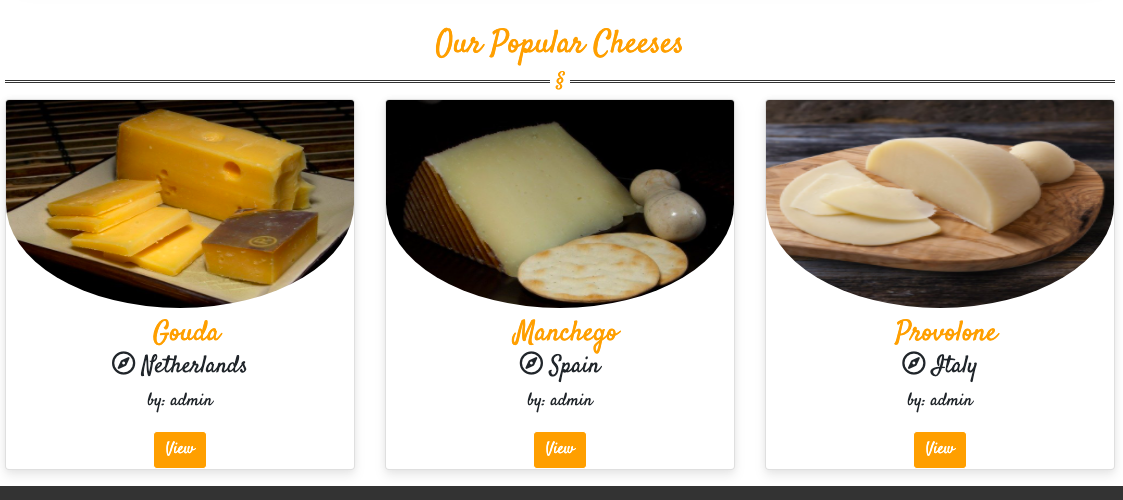 Our Popular Cheeses
§
Gouda
Netherlands
by: admin
View
Manchego
Spain
by: admin
View
Provolone
Italy
by: admin
View